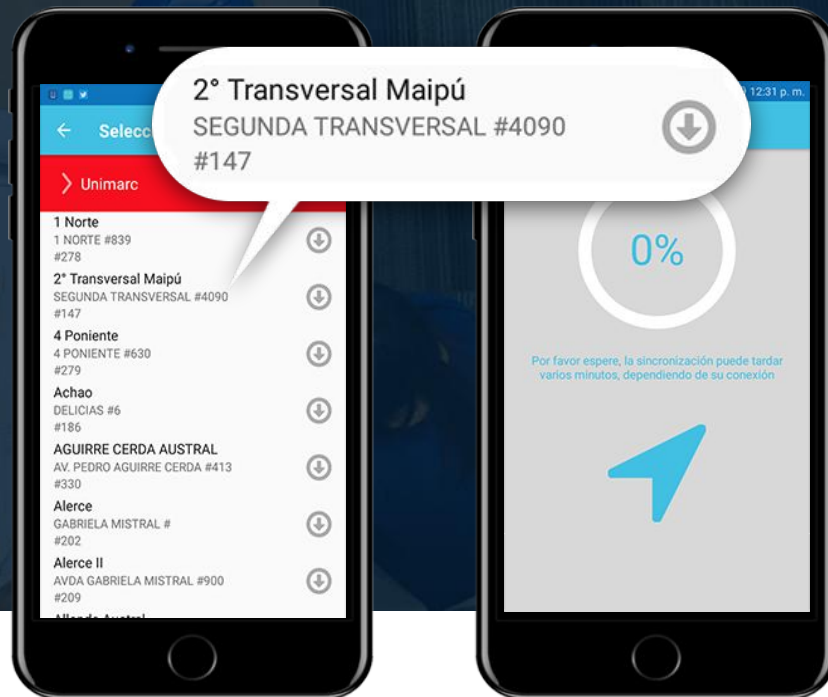 2° Transversal Maipú
SEGUNDA TRANSVERSAL #4090
#147
Unimarc
1 Norte
1 NORTE #839
#278
2° Transversal Maipú
SEGUNDA TRANSVERSAL #4090
#147
4 Poniente
4 PONIENTE #630
#279
Achao
DELICIAS #6
#186
AGUIRRE CERDA AUSTRAL
AV. PEDRO AGUIRRE CERDA #413
#330
Alerce
GABRIELA MISTRAL #
#202
Alerce II
AVDA GABRIELA MISTRAL #900
#209
12:31 p. m.
0%
Por favor espere, la sincronización puede tardar
varios minutos, dependiendo de su conexión